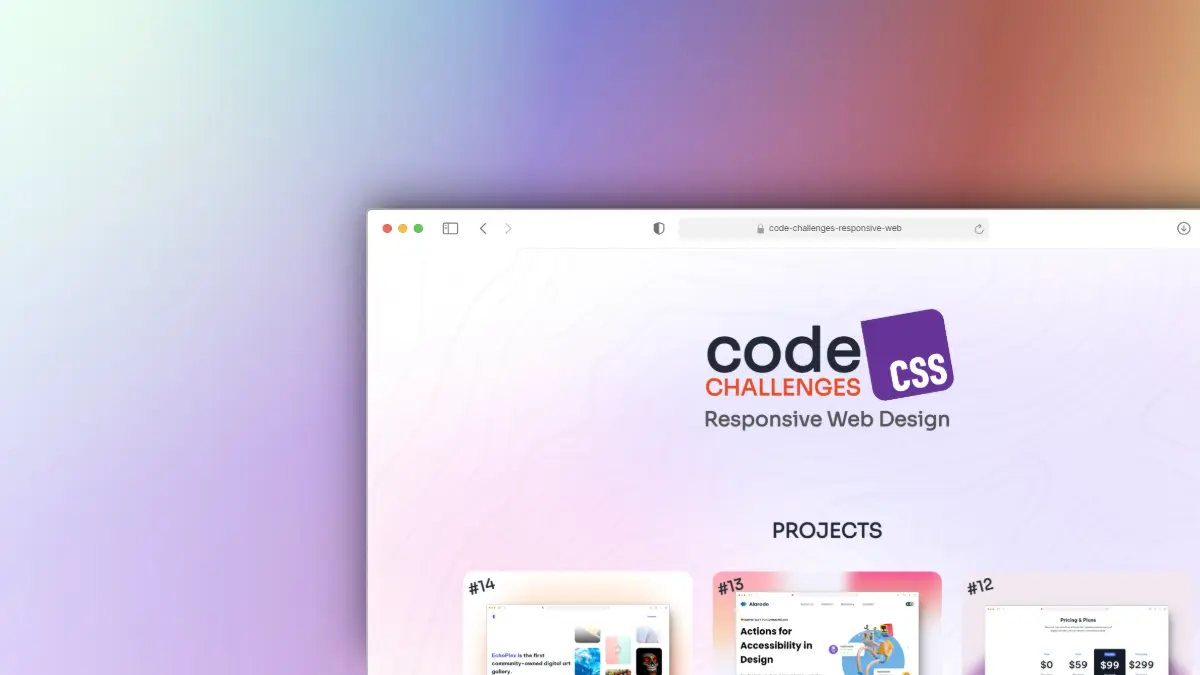 code-challenges-responsive-web
code
CHALLENGES
CSS
Responsive Web Design
PROJECTS
#14
EchoPlex is the first
community-owned digital art
gallery.
#13
Alarado
Actions for
Accessibility in
Design
#12
Pricing & Plans
$0 $59 $99 $299